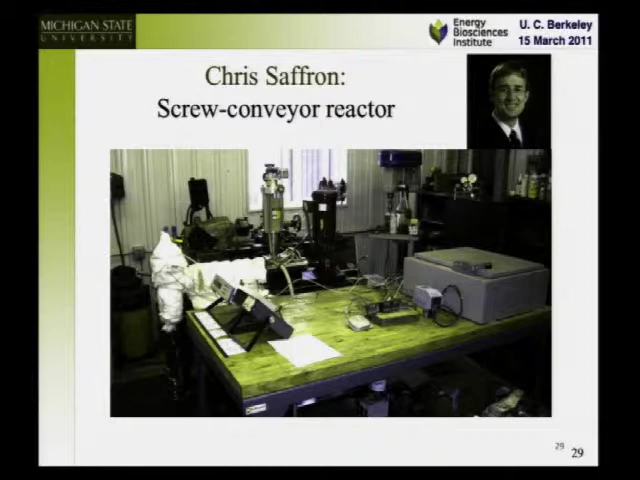 MICHIGAN STATE
UNIVERSITY
Energy
Biosciences
Institute
U. C. Berkeley
15 March 2011
Chris Saffron:
Screw-conveyor reactor
29
29